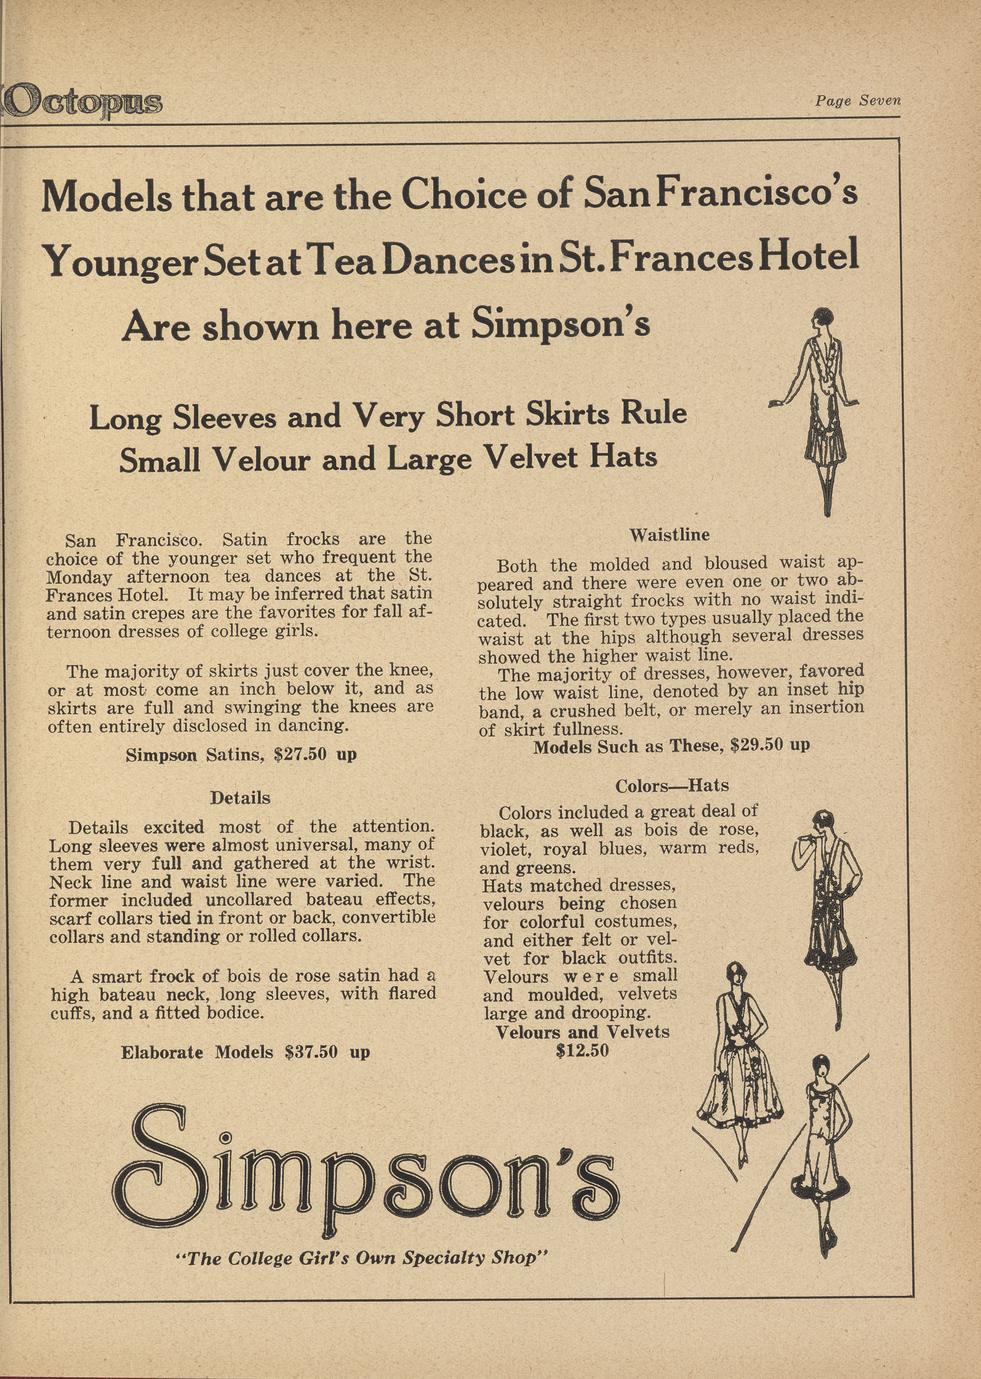 Octopus
Page Seven
Models that are the Choice of San Francisco's
Younger Set at Tea Dances in St. Frances Hotel
Are shown here at Simpson's
Long Sleeves and Very Short Skirts Rule
Small Velour and Large Velvet Hats
San Francisco. Satin frocks are the
choice of the younger set who frequent the
Monday afternoon tea dances at the St.
Frances Hotel. It may be inferred that satin
and satin crepes are the favorites for fall af-
ternoon dresses of college girls.
The majority of skirts just cover the knee,
or at most come an inch below it, and as
skirts are full and swinging the knees are
often entirely disclosed in dancing.
Simpson Satins, $27.50 up
Details
Details excited most of the attention.
Long sleeves were almost universal, many of
them very full and gathered at the wrist.
Neck line and waist line were varied. The
former included uncollared bateau effects,
scarf collars tied in front or back, convertible
collars and standing or rolled collars.
A smart frock of bois de rose satin had a
high bateau neck, long sleeves, with flared
cuffs, and a fitted bodice.
Elaborate Models $37.50 up
Waistline
Both the molded and bloused waist ap-
peared and there were even one or two ab-
solutely straight frocks with no waist indi-
cated. The first two types usually placed the
waist at the hips although several dresses
showed the higher waist line.
The majority of dresses, however, favored
the low waist line, denoted by an inset hip
band, a crushed belt, or merely an insertion
of skirt fullness.
Models Such as These, $29.50 up
Colors—Hats
Colors included a great deal of
black, as well as bois de rose,
violet, royal blues, warm reds,
and greens.
Hats matched dresses,
velours being chosen
for colorful costumes,
and either felt or vel-
vet for black outfits.
Velours were small
and moulded, velvets
large and drooping.
Velours and Velvets
$12.50
Simpson's
"The College Girl's Own Specialty Shop"